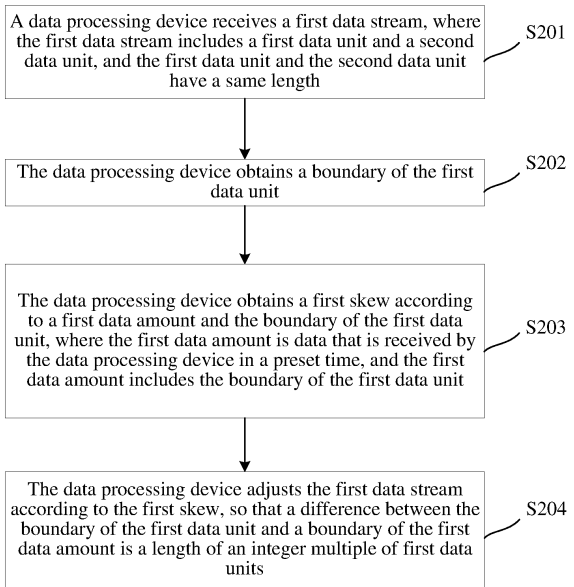 A data processing device receives a first data stream, where
the first data stream includes a first data unit and a second
data unit, and the first data unit and the second data unit
have a same length
S201
The data processing device obtains a boundary of the first
data unit
S202
The data processing device obtains a first skew according
to a first data amount and the boundary of the first data
unit, where the first data amount is data that is received by
the data processing device in a preset time, and the first
data amount includes the boundary of the first data unit
S203
The data processing device adjusts the first data stream
according to the first skew, so that a difference between the
boundary of the first data unit and a boundary of the first
data amount is a length of an integer multiple of first data
units
S204